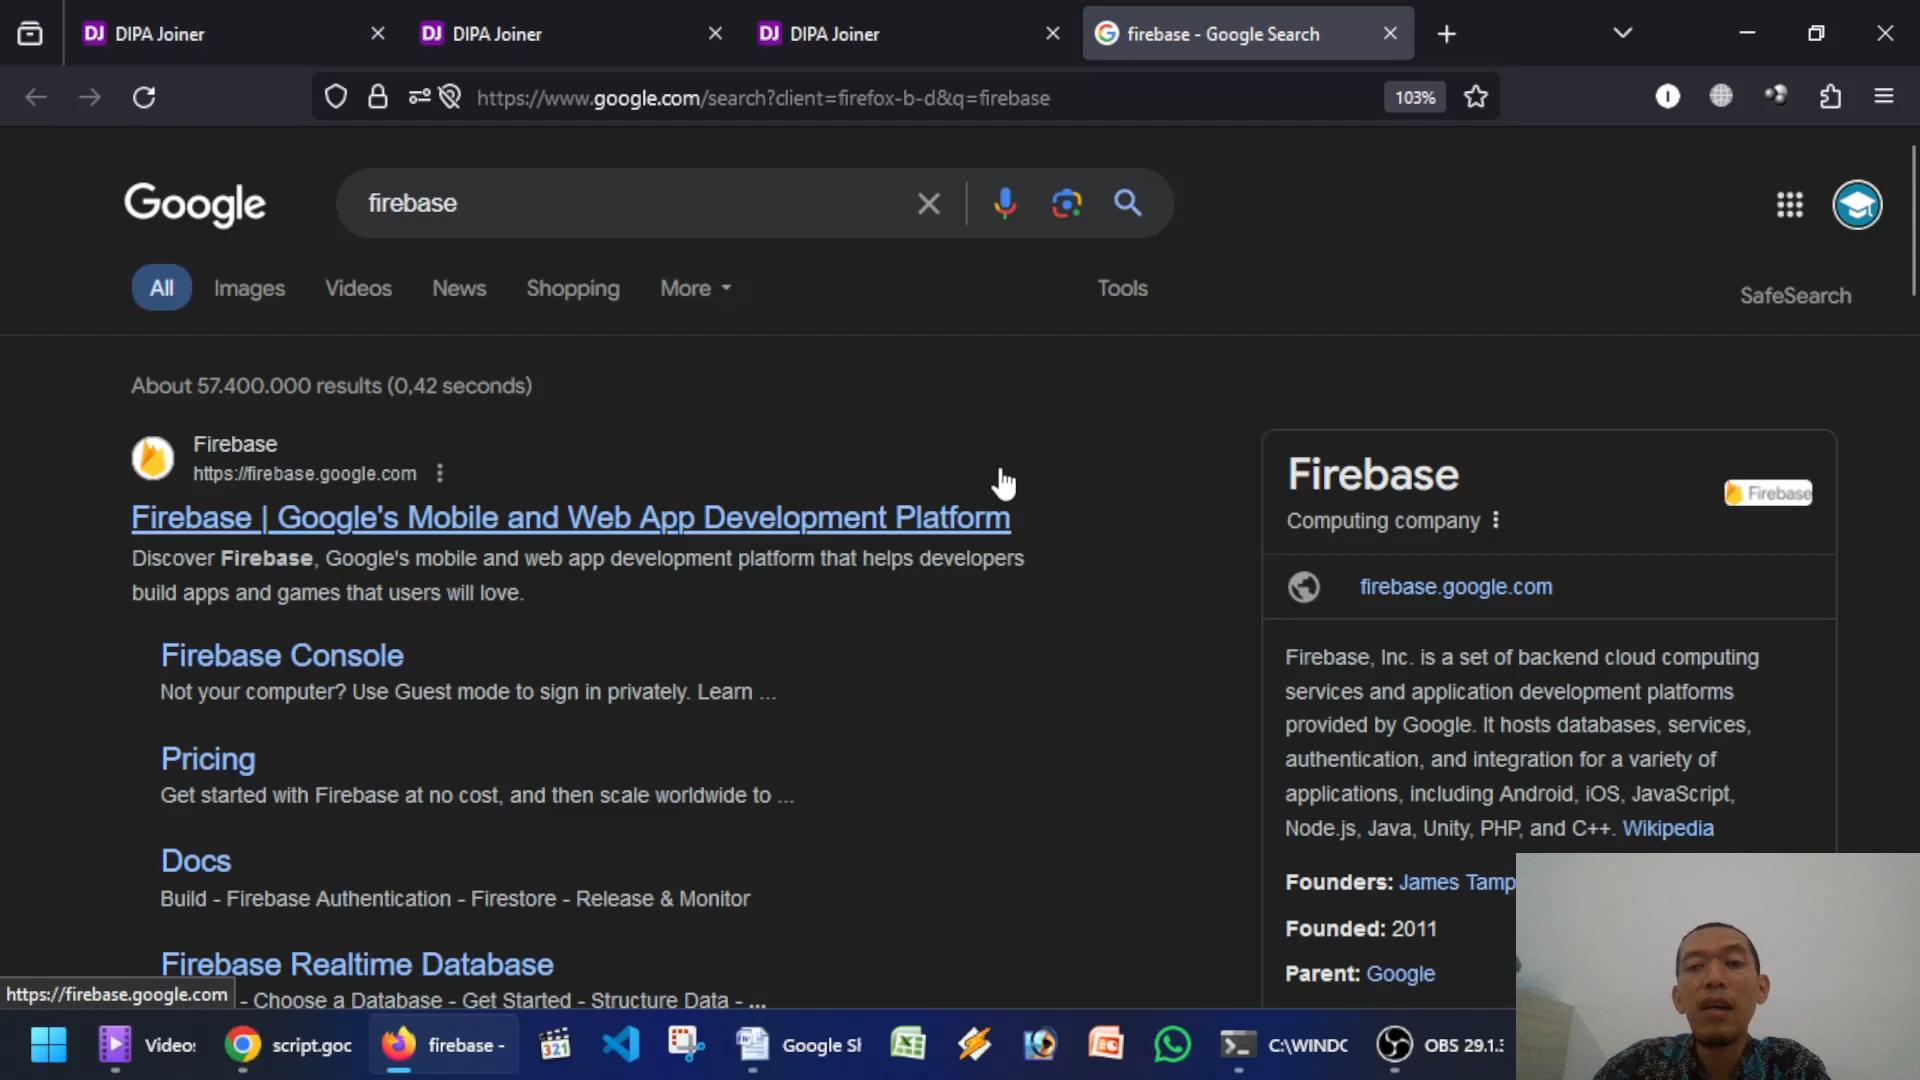 DJ DIPA Joiner
DJ DIPA Joiner
DJ DIPA Joiner
firebase - Google Search
https://www.google.com/search?client=firefox-b-d&q=firebase
103%
Google
firebase
All
Images
Videos
News
Shopping
More
Tools
SafeSearch
About 57.400.000 results (0,42 seconds)
Firebase
https://firebase.google.com
Firebase | Google's Mobile and Web App Development Platform
Discover Firebase, Google's mobile and web app development platform that helps developers
build apps and games that users will love.
Firebase Console
Not your computer? Use Guest mode to sign in privately. Learn ...
Pricing
Get started with Firebase at no cost, and then scale worldwide to ...
Docs
Build - Firebase Authentication - Firestore - Release & Monitor
Firebase Realtime Database
- Choose a Database - Get Started - Structure Data - ...
https://firebase.google.com
Firebase
Firebase
Computing company
firebase.google.com
Firebase, Inc. is a set of backend cloud computing
services and application development platforms
provided by Google. It hosts databases, services,
authentication, and integration for a variety of
applications, including Android, iOS, JavaScript,
Node.js, Java, Unity, PHP, and C++. Wikipedia
Founders: James Tamp
Founded: 2011
Parent: Google
Videos
script.goc
firebase -
321
Google Sl
C:\WINDC
OBS 29.1.3